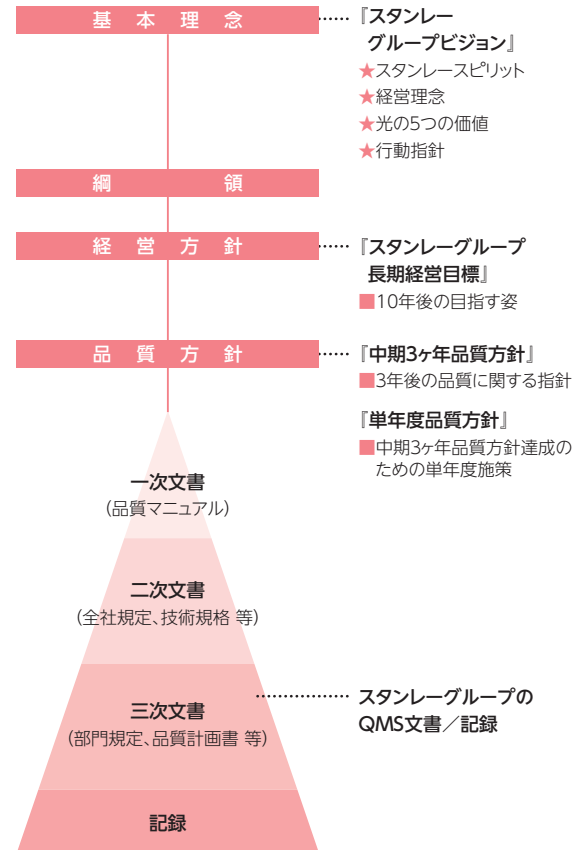 基本理念
『スタンレー
グループビジョン』
★スタンレースピリット
★経営理念
★光の5つの価値
★行動指針
綱領
経営方針
『スタンレーグループ
長期経営目標』
■10年後の目指す姿
品質方針
『中期3ヶ年品質方針』
■3年後の品質に関する指針
『単年度品質方針』
■中期3ヶ年品質方針達成の
ための単年度施策
一次文書
(品質マニュアル)
二次文書
(全社規定、技術規格 等)
三次文書
(部門規定、品質計画書 等)
スタンレーグループの
QMS文書／記録
記録